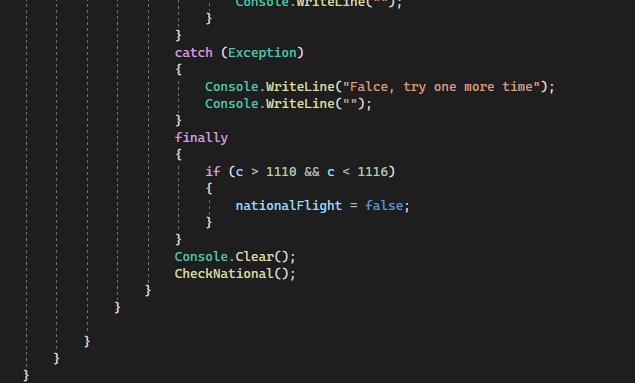 Console.WriteLine("");
}
}
catch (Exception)
{
Console.WriteLine("Falce, try one more time");
Console.WriteLine("");
}
finally
{
if (c > 1110 && c < 1116)
{
nationalFlight = false;
}
}
Console.Clear();
CheckNational();
}
}
}
}
}